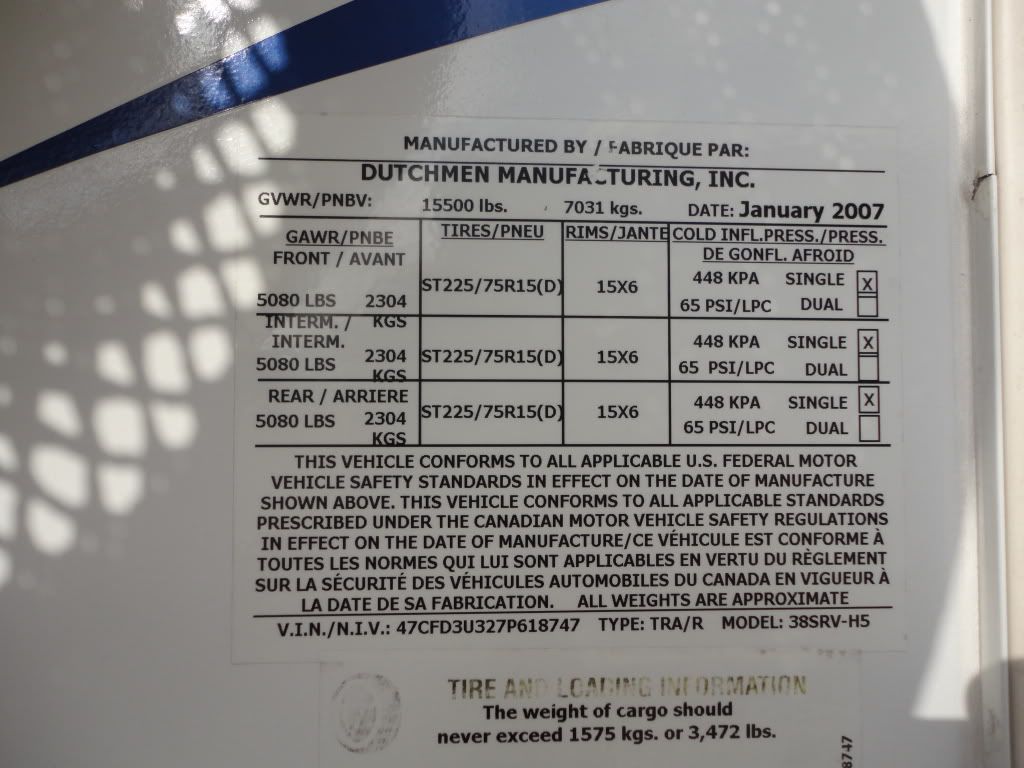 MANUFACTURED BY / FABRIQUE PAR:
DUTCHMEN MANUFACTURING, INC.
GVWR/PNBV: 15500 lbs. 7031 kgs. DATE: January 2007
GAWR/PNBE TIRES/PNEU RIMS/JANTE COLD INFL.PRESS./PRESS.
DE GONFL. AFROID
FRONT / AVANT
5080 LBS 2304 KGS ST225/75R15(D) 15X6 448 KPA SINGLE X
65 PSI/LPC DUAL
INTERM. / INTERM.
5080 LBS 2304 KGS ST225/75R15(D) 15X6 448 KPA SINGLE X
65 PSI/LPC DUAL
REAR / ARRIERE
5080 LBS 2304 KGS ST225/75R15(D) 15X6 448 KPA SINGLE X
65 PSI/LPC DUAL
THIS VEHICLE CONFORMS TO ALL APPLICABLE U.S. FEDERAL MOTOR
VEHICLE SAFETY STANDARDS IN EFFECT ON THE DATE OF MANUFACTURE
SHOWN ABOVE. THIS VEHICLE CONFORMS TO ALL APPLICABLE STANDARDS
PRESCRIBED UNDER THE CANADIAN MOTOR VEHICLE SAFETY REGULATIONS
IN EFFECT ON THE DATE OF MANUFACTURE/CE VÉHICULE EST CONFORME À
TOUTES LES NORMES QUI LUI SONT APPLICABLES EN VERTU DU RÈGLEMENT
SUR LA SÉCURITÉ DES VÉHICULES AUTOMOBILES DU CANADA EN VIGUEUR À
LA DATE DE SA FABRICATION. ALL WEIGHTS ARE APPROXIMATE
V.I.N./N.I.V.: 47CFD3U327P618747 TYPE: TRA/R MODEL: 38SRV-H5
TIRE AND LOADING INFORMATION
The weight of cargo should
never exceed 1575 kgs. or 3,472 lbs.
8747